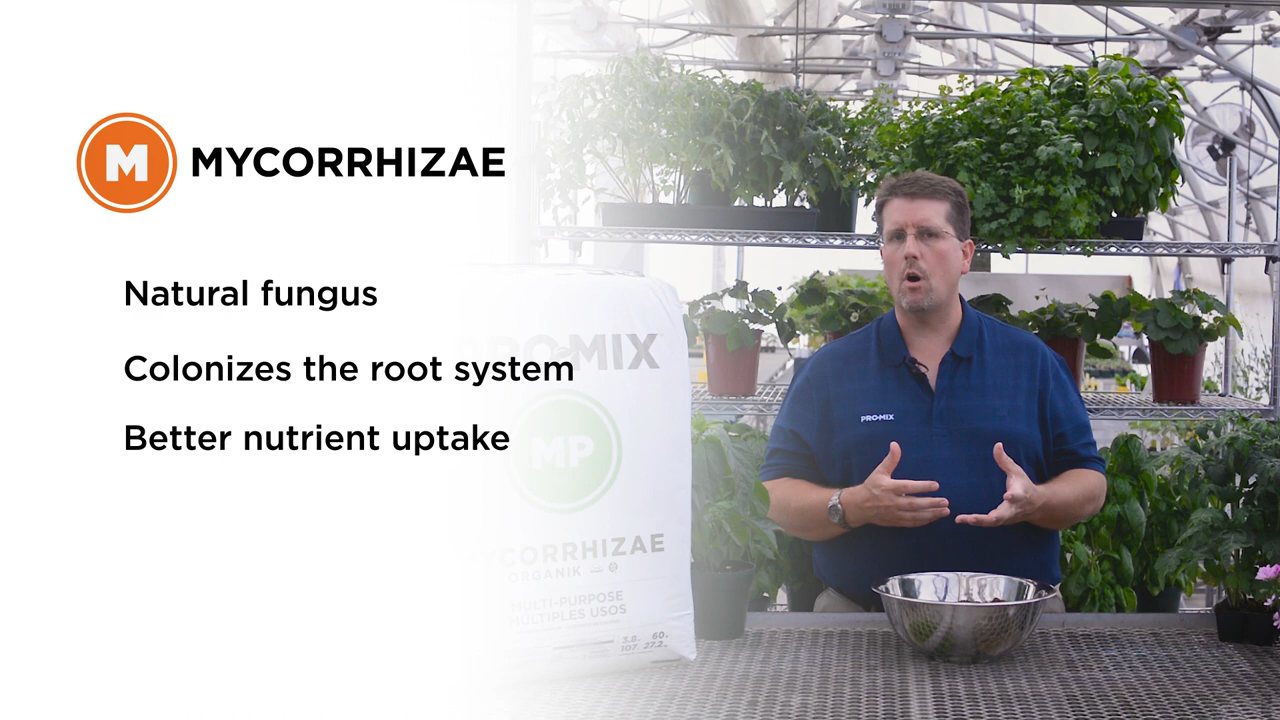 M MYCORRHIZAE
Natural fungus
Colonizes the root system
Better nutrient uptake
PRO-MIX
MP
MYCORRHIZAE
ORGANIK
MULTI-PURPOSE
MÚLTIPLES USOS
PRO-MIX